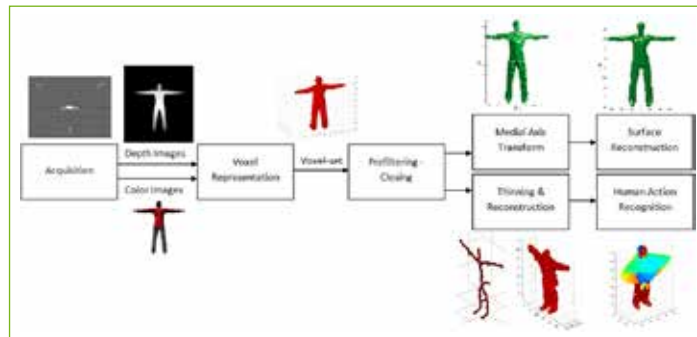 Acquisition
Depth Images
Color Images
Voxel
Representation
Voxel-set
Prefiltering -
Closing
Medial Axis
Transform
Surface
Reconstruction
Thinning &
Reconstruction
Human Action
Recognition